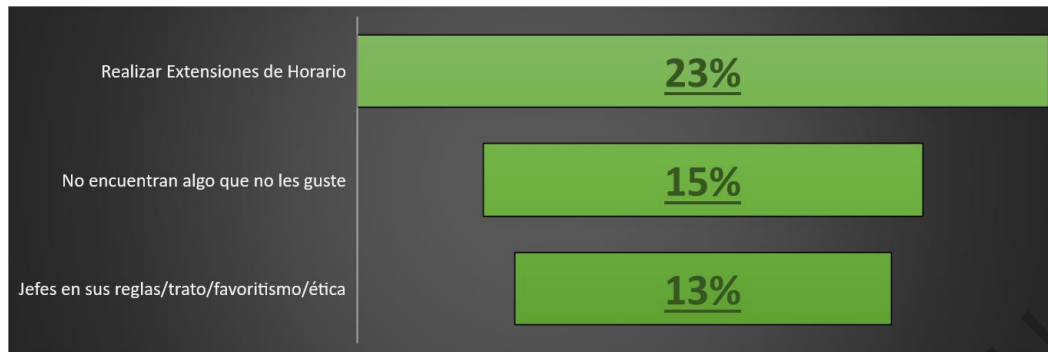 Realizar Extensiones de Horario
23%
No encuentran algo que no les guste
15%
Jefes en sus reglas/trato/favoritismo/ética
13%